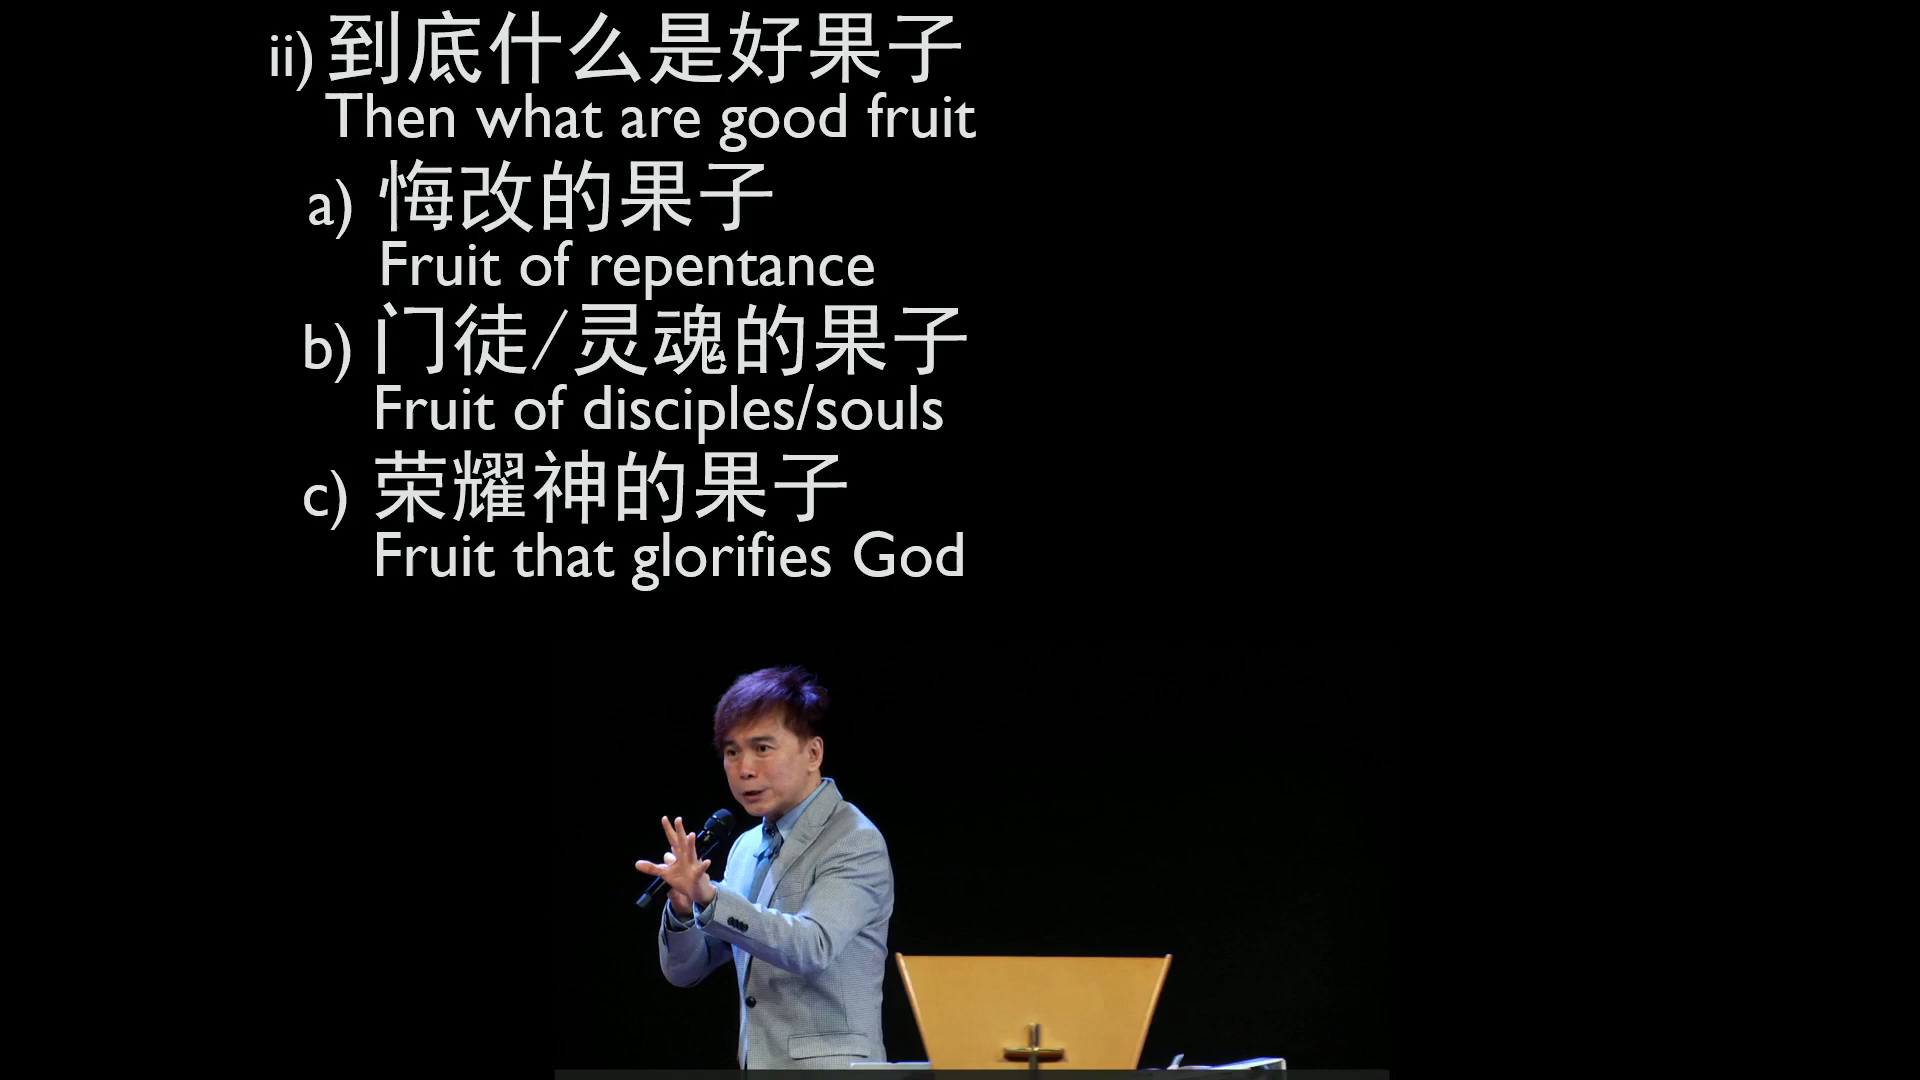 ii) 到底什么是好果子
Then what are good fruit
a) 悔改的果子
Fruit of repentance
b) 门徒/灵魂的果子
Fruit of disciples/souls
c) 荣耀神的果子
Fruit that glorifies God